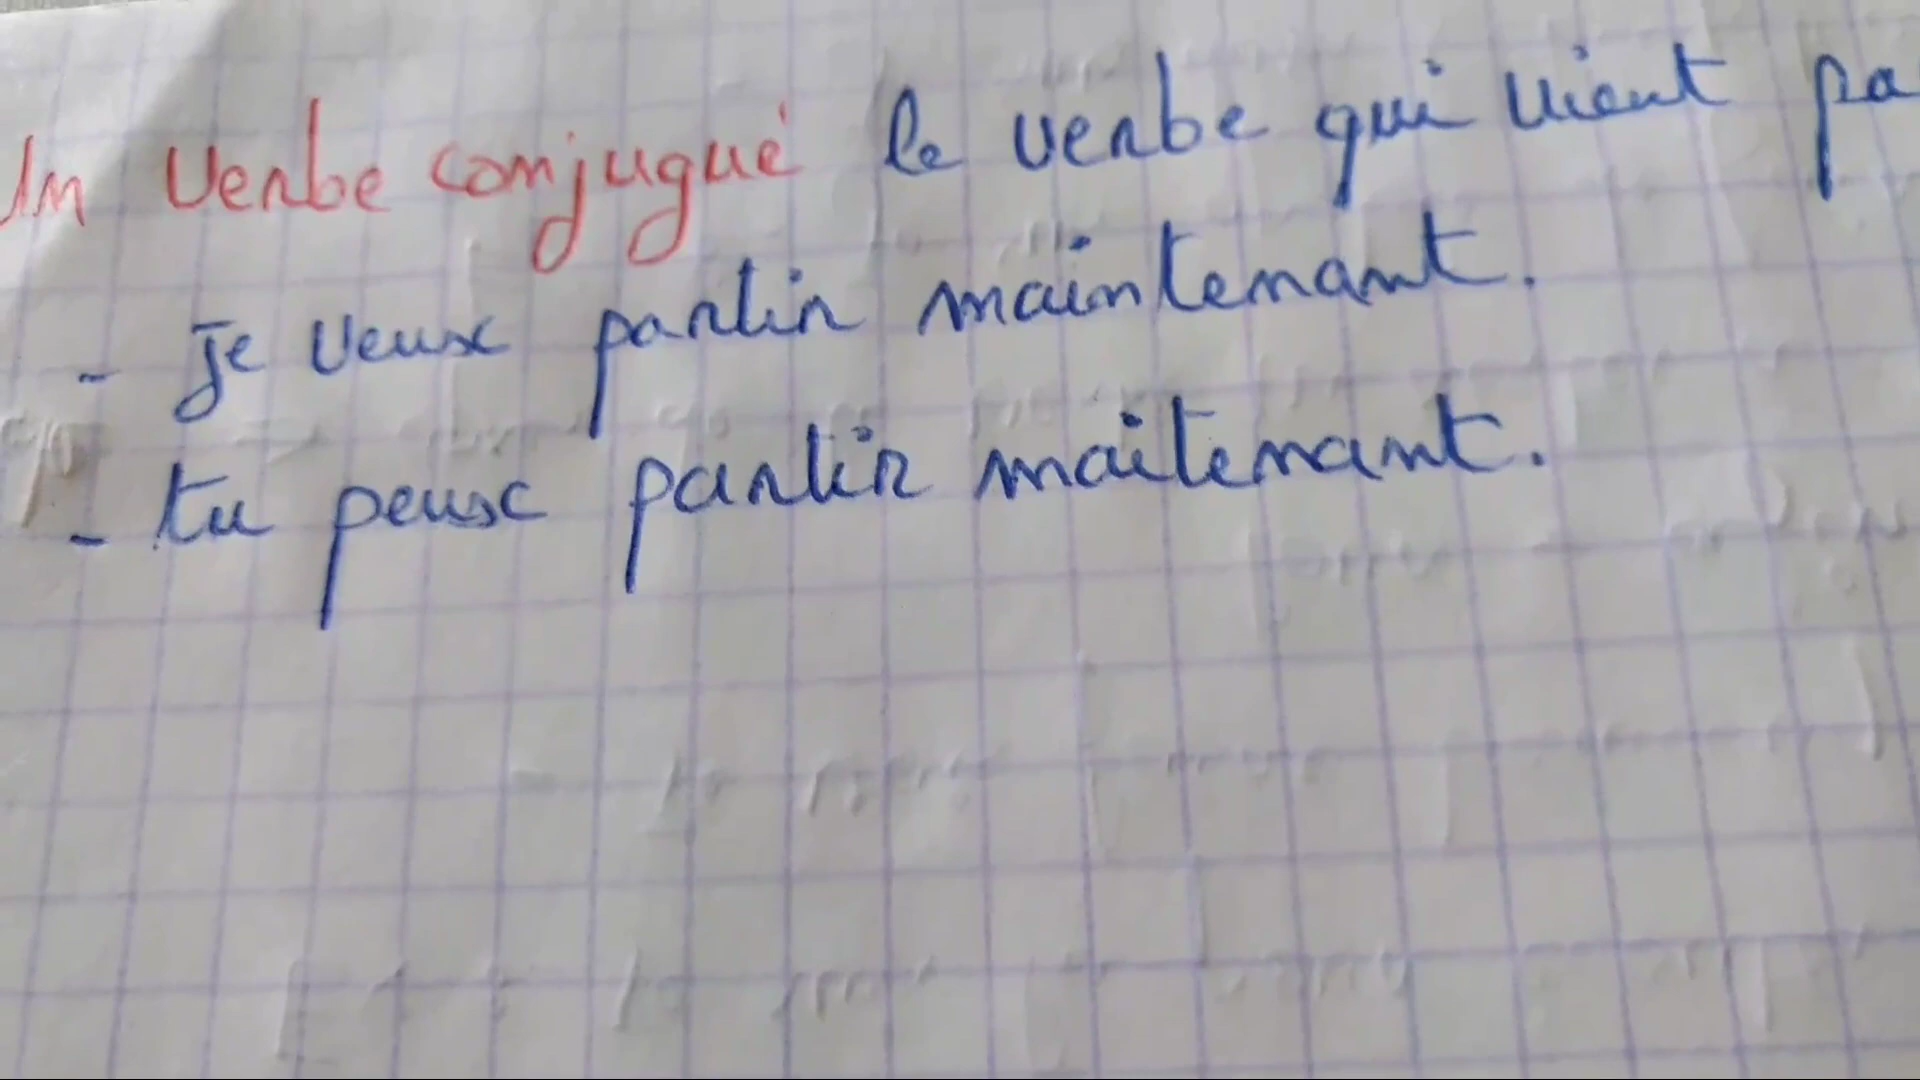 un verbe conjugué le verbe qui vient pa
- je veux partir maintenant.
- tu peux partir maitenant.